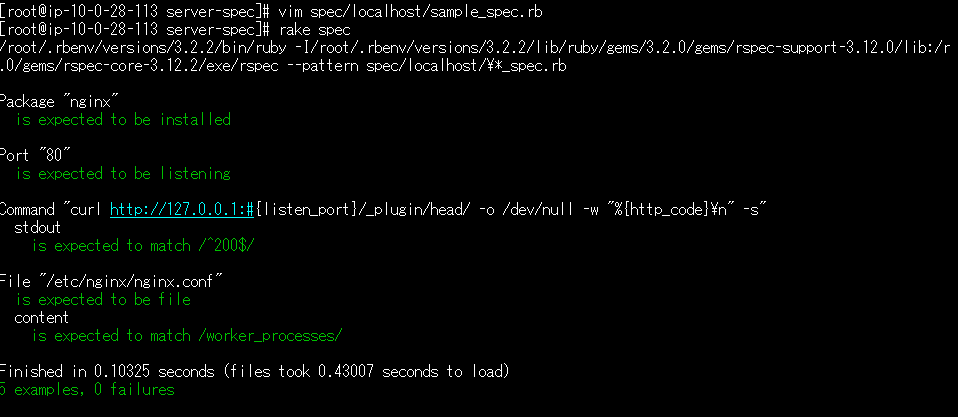 [root@ip-10-0-28-113 server-spec]# vim spec/localhost/sample_spec.rb
[root@ip-10-0-28-113 server-spec]# rake spec
/root/.rbenv/versions/3.2.2/bin/ruby -I/root/.rbenv/versions/3.2.2/lib/ruby/gems/3.2.0/gems/rspec-support-3.12.0/lib:/r
.0/gems/rspec-core-3.12.2/exe/rspec --pattern spec/localhost/¥*_spec.rb
Package "nginx"
is expected to be installed
Port "80"
is expected to be listening
Command "curl http://127.0.0.1:#{listen_port}/_plugin/head/ -o /dev/null -w "%{http_code}¥n" -s"
stdout
is expected to match /^200$/
File "/etc/nginx/nginx.conf"
is expected to be file
content
is expected to match /worker_processes/
Finished in 0.10325 seconds (files took 0.43007 seconds to load)
5 examples, 0 failures